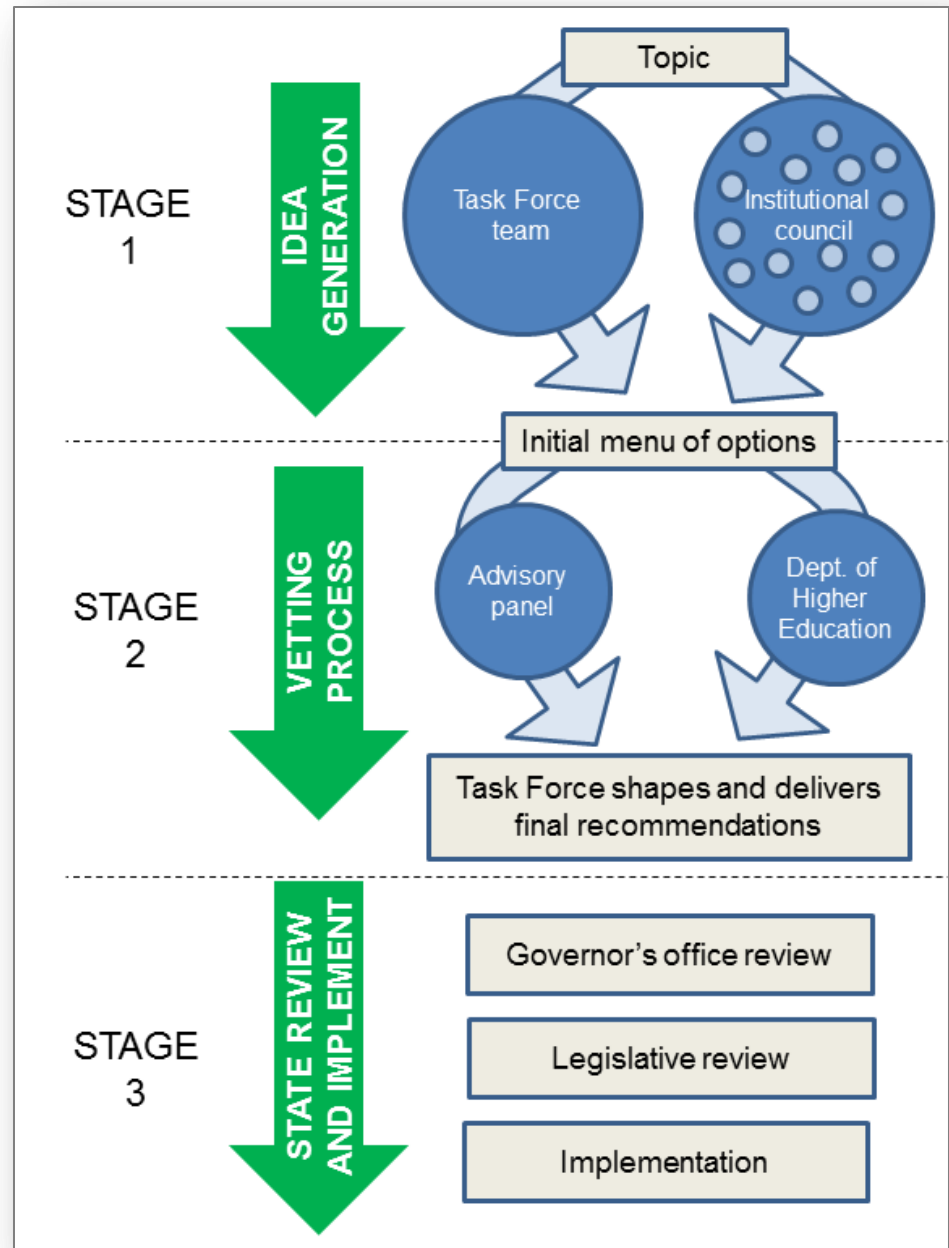 Topic
STAGE
1
IDEA
GENERATION
Task Force
team
Institutional
council
Initial menu of options
STAGE
2
VETTING
PROCESS
Advisory
panel
Dept. of
Higher
Education
Task Force shapes and delivers
final recommendations
STAGE
3
STATE REVIEW
AND IMPLEMENT
Governor’s office review
Legislative review
Implementation